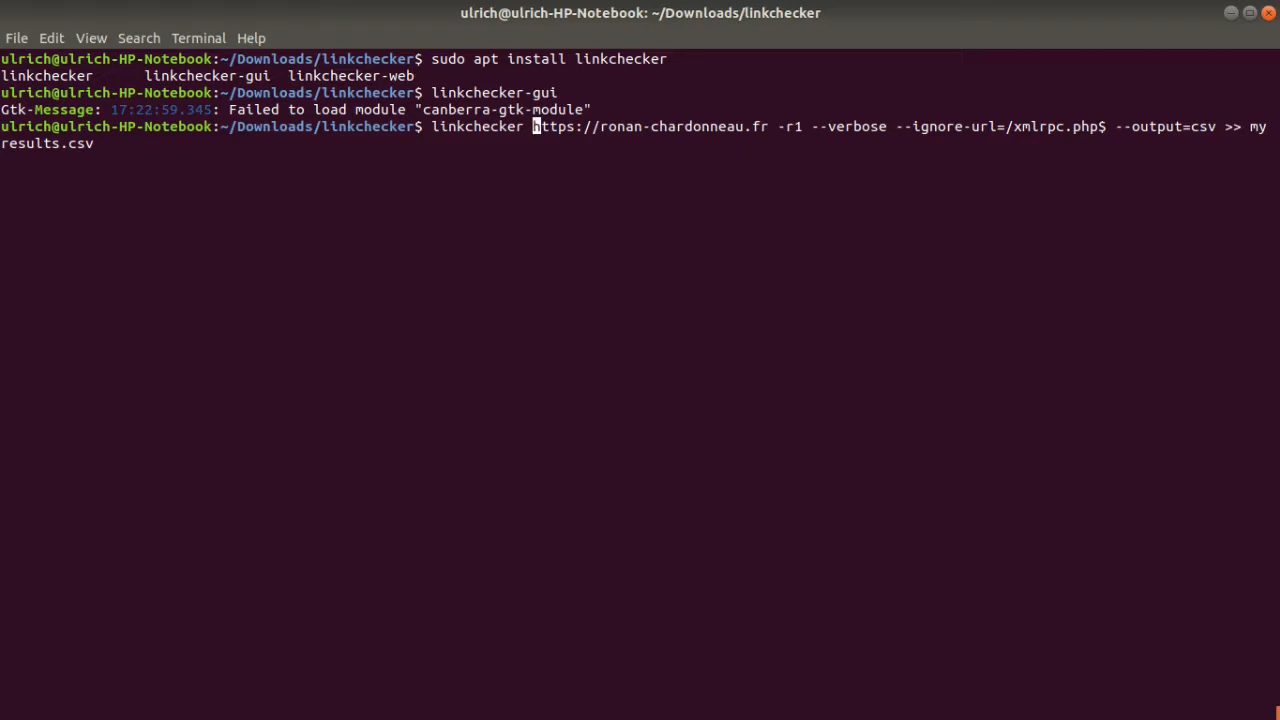 ulrich@ulrich-HP-Notebook: ~/Downloads/linkchecker
File Edit View Search Terminal Help
ulrich@ulrich-HP-Notebook:~/Downloads/linkchecker$ sudo apt install linkchecker
linkchecker linkchecker-gui linkchecker-web
ulrich@ulrich-HP-Notebook:~/Downloads/linkchecker$ linkchecker-gui
Gtk-Message: 17:22:59.345: Failed to load module "canberra-gtk-module"
ulrich@ulrich-HP-Notebook:~/Downloads/linkchecker$ linkchecker https://ronan-chardonneau.fr -r1 --verbose --ignore-url=/xmlrpc.php$ --output=csv >> my
results.csv